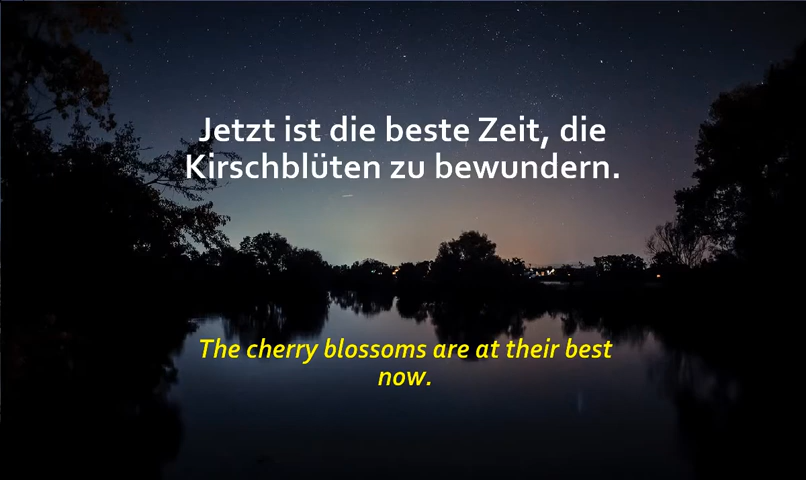 Jetzt ist die beste Zeit, die
Kirschblüten zu bewundern.
The cherry blossoms are at their best
now.